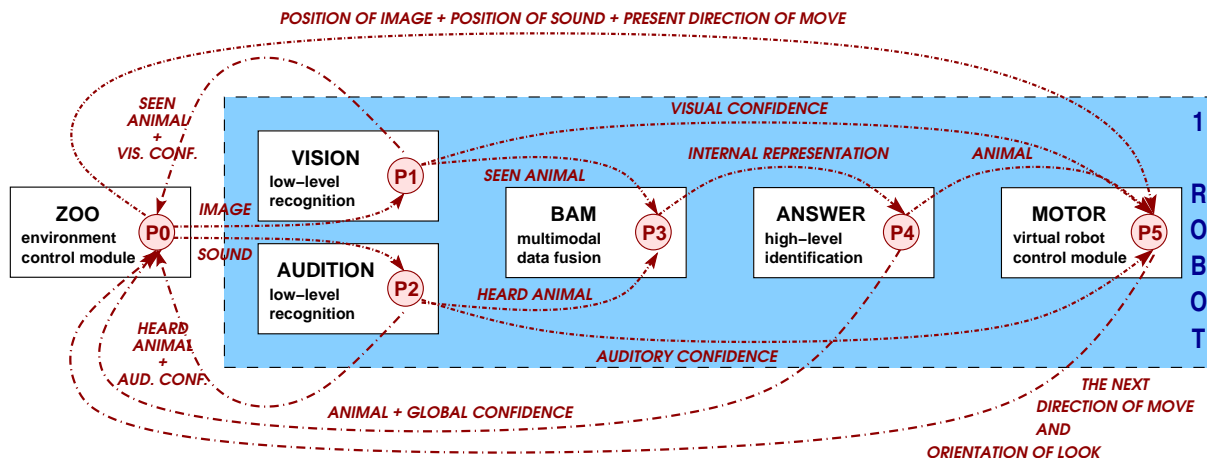 POSITION OF IMAGE + POSITION OF SOUND + PRESENT DIRECTION OF MOVE
SEEN
ANIMAL
+
VIS. CONF.
VISUAL CONFIDENCE
1 ROBOT
VISION
low−level
recognition
P1
SEEN ANIMAL
INTERNAL REPRESENTATION
ANIMAL
ZOO
environment
control module
P0
IMAGE
SOUND
BAM
multimodal
data fusion
P3
ANSWER
high−level
identification
P4
MOTOR
virtual robot
control module
P5
AUDITION
low−level
recognition
P2
HEARD ANIMAL
HEARD
ANIMAL
+
AUD. CONF.
AUDITORY CONFIDENCE
ANIMAL + GLOBAL CONFIDENCE
THE NEXT
DIRECTION OF MOVE
AND
ORIENTATION OF LOOK